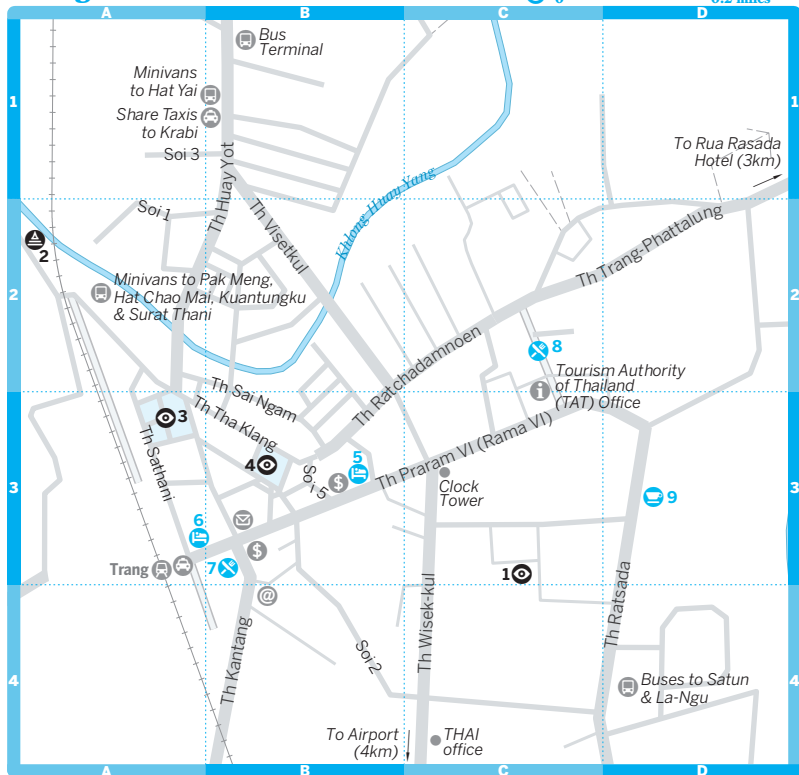 0
0.2 miles
A
B
C
D
Bus
Terminal
Minivans
to Hat Yai
Share Taxis
to Krabi
1
1
Soi 3
To Rua Rasada
Hotel (3km)
Th Huay Yot
Khlong Huau Yang
Soi 1
Th Visetkul
2
Th Trang-Phattalung
Minivans to Pak Meng,
Hat Chao Mai, Kuantungku
& Surat Thani
2
2
8
Th Ratchadamnoen
Tourism Authority
of Thailand
(TAT) Office
Th Sai Ngam
3
Th Tha Klang
Th Praram VI (Rama VI)
Th Sathani
4
5
Soi 5
$
Clock
Tower
3
3
9
6
$
Trang
7
1
@
Th Kantang
Th Wisek-kul
Th Ratsada
Soi 2
4
4
Buses to Satun
& La-Ngu
To Airport
(4km)
THAI
office
A
B
C
D